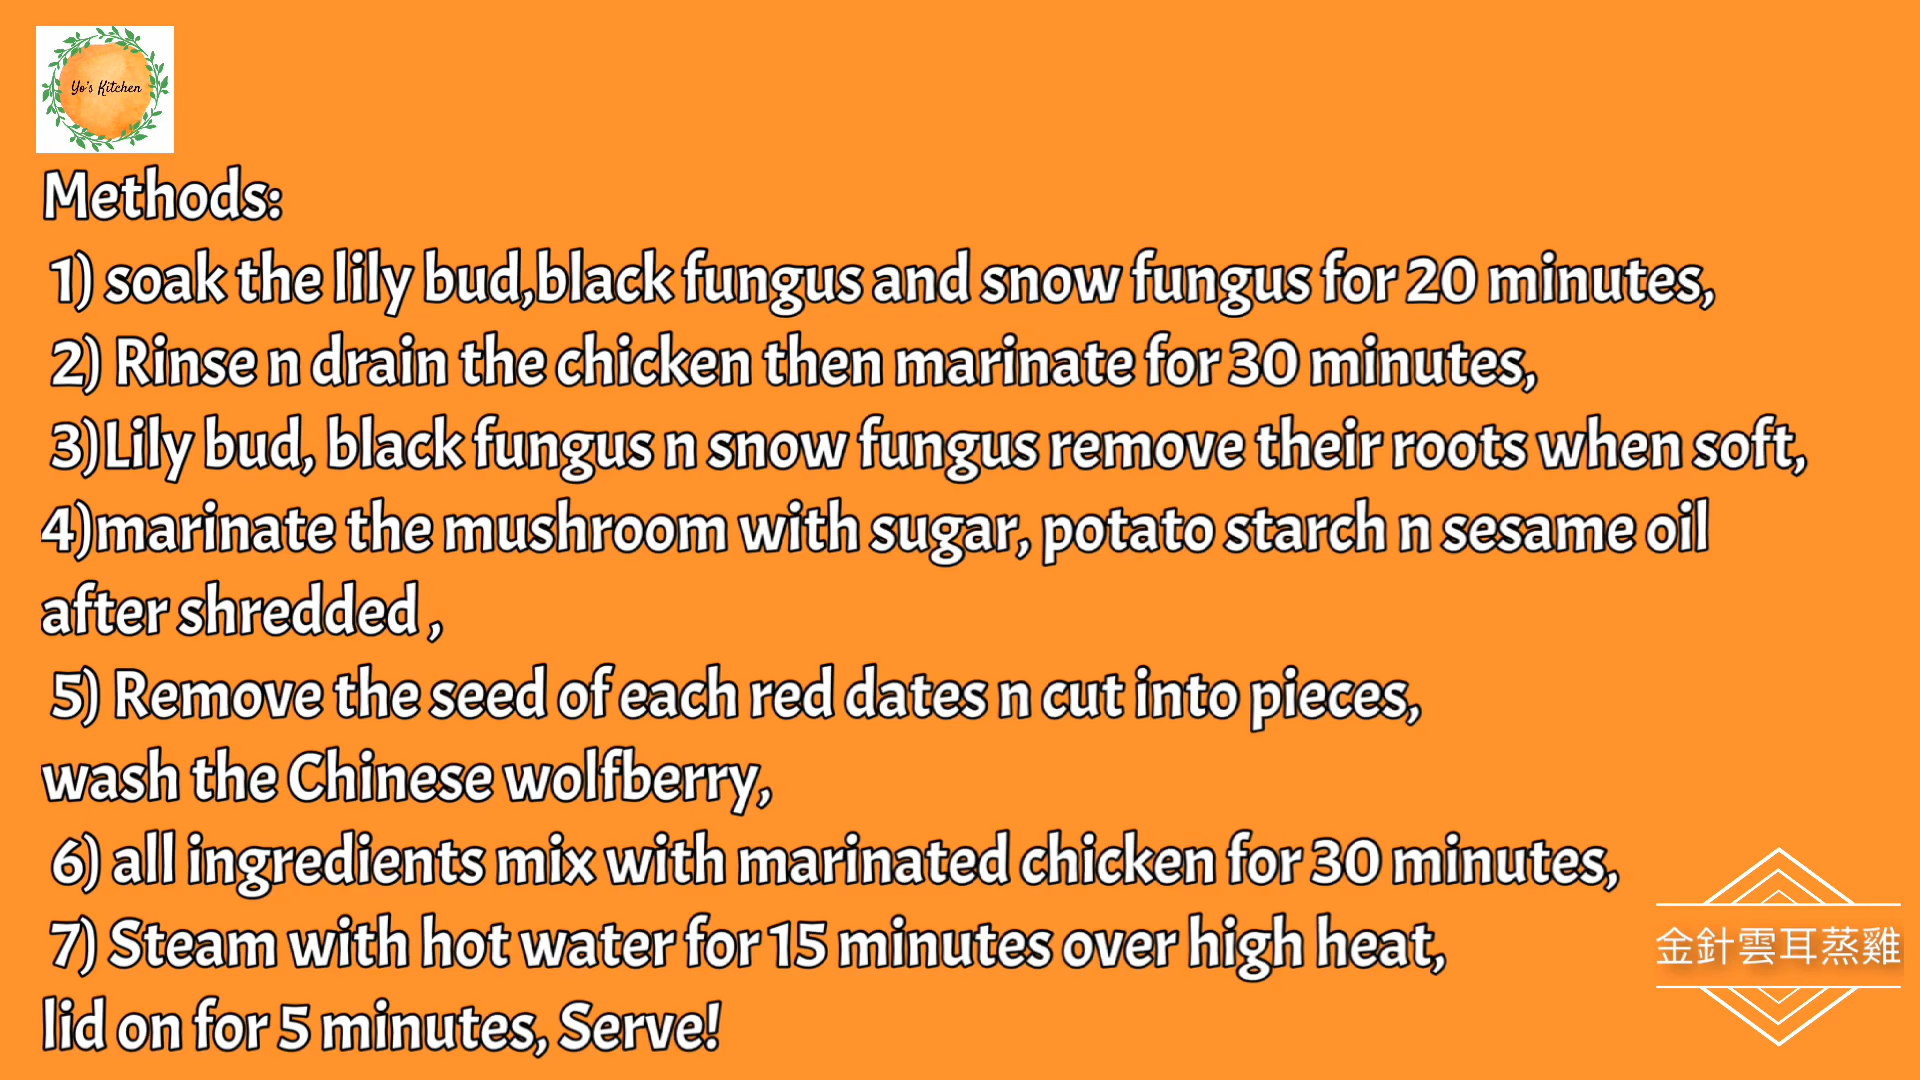 Yo's Kitchen
Methods:
1) soak the lily bud,black fungus and snow fungus for 20 minutes,
2) Rinse n drain the chicken then marinate for 30 minutes,
3)Lily bud, black fungus n snow fungus remove their roots when soft,
4)marinate the mushroom with sugar, potato starch n sesame oil
after shredded ,
5) Remove the seed of each red dates n cut into pieces,
wash the Chinese wolfberry,
6) all ingredients mix with marinated chicken for 30 minutes,
7) Steam with hot water for 15 minutes over high heat,
lid on for 5 minutes, Serve!
金針雲耳蒸雞